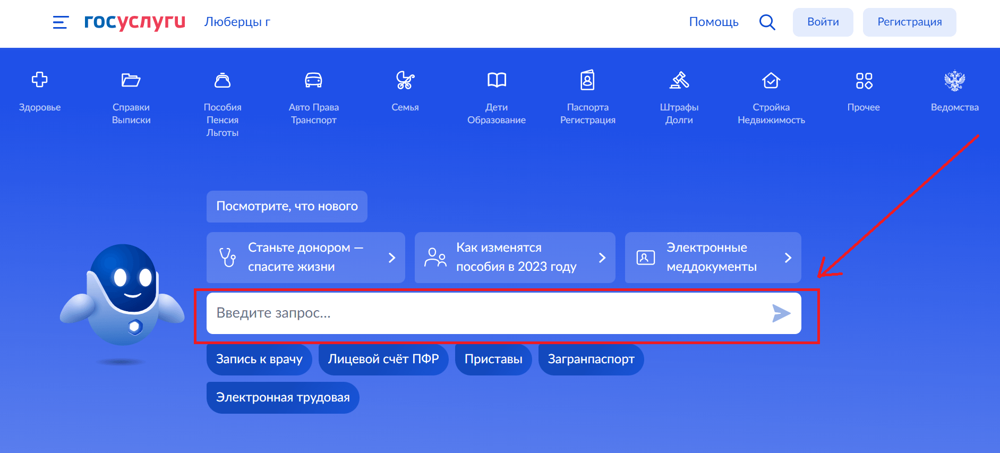 госуслуги
Люберцы г
Помощь
Войти
Регистрация
Здоровье
Справки
Выписки
Пособия
Пенсия
Льготы
Авто Права
Транспорт
Семья
Дети
Образование
Паспорта
Регистрация
Штрафы
Долги
Стройка
Недвижимость
Прочее
Ведомства
Посмотрите, что нового
Станьте донором —
спасите жизни
Как изменятся
пособия в 2023 году
Электронные
меддокументы
Введите запрос...
Запись к врачу
Лицевой счёт ПФР
Приставы
Загранпаспорт
Электронная трудовая